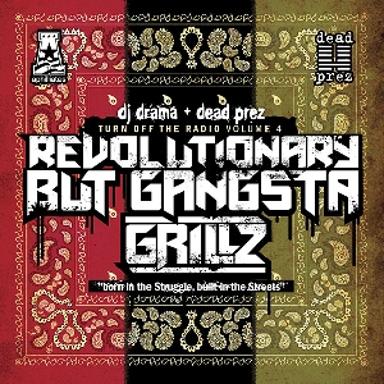 dead
prez
dj drama + dead prez
TURN OFF THE RADIO VOLUME 4
REVOLUTIONARY
BUT GANGSTA
GRILLZ
"born in the Struggle, built in the Streets"